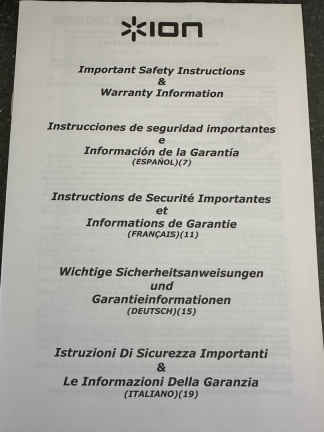 ION
Important Safety Instructions
&
Warranty Information
Instrucciones de seguridad importantes
e
Información de la Garantía
(ESPAÑOL)(7)
Instructions de Securité Importantes
et
Informations de Garantie
(FRANÇAIS)(11)
Wichtige Sicherheitsanweisungen
und
Garantieinformationen
(DEUTSCH)(15)
Istruzioni Di Sicurezza Importanti
&
Le Informazioni Della Garanzia
(ITALIANO)(19)